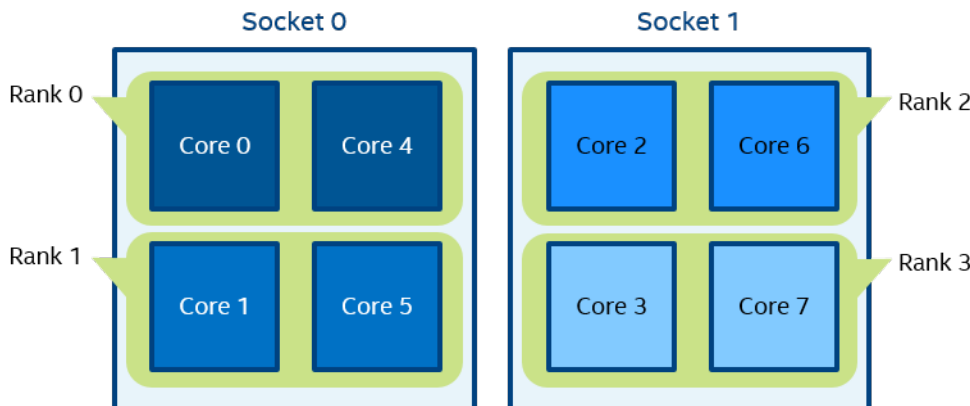 Socket 0
Socket 1
Rank 0
Core 0
Core 4
Core 2
Core 6
Rank 2
Rank 1
Core 1
Core 5
Core 3
Core 7
Rank 3